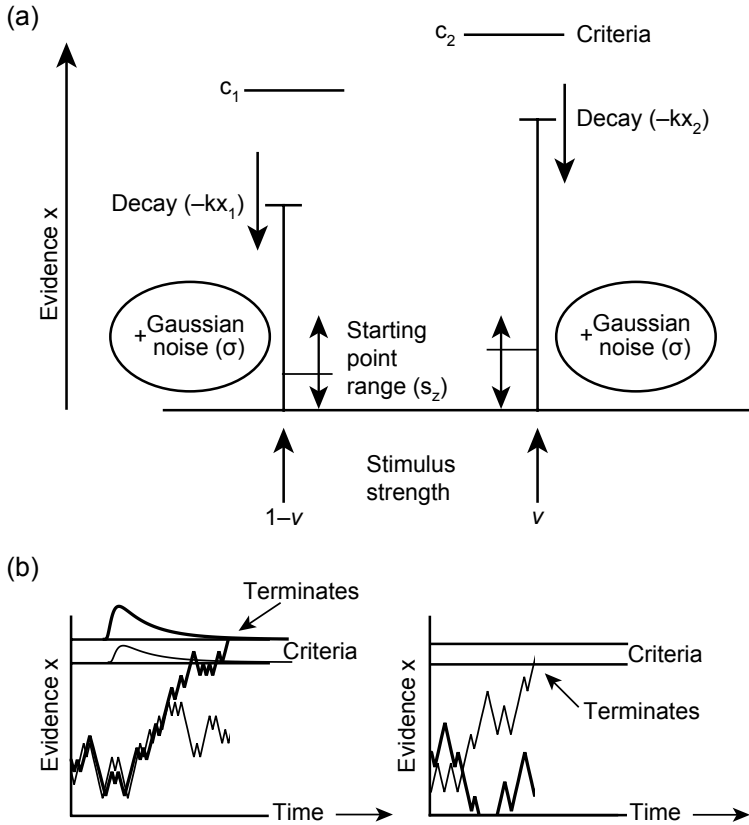 (a)
c₂
Criteria
c₁
Decay (–kx₂)
Decay (–kx₁)
Evidence x
+Gaussian
noise (σ)
Starting
point
range (s_z)
+Gaussian
noise (σ)
Stimulus
strength
1–v
v
(b)
Terminates
Criteria
Evidence x
Time
Criteria
Terminates
Evidence x
Time